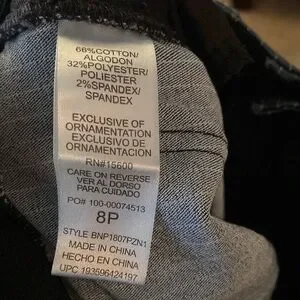 66%COTTON/
ALGODON
32%POLYESTER/
POLIESTER
2%SPANDEX/
SPANDEX
EXCLUSIVE OF
ORNAMENTATION
EXCLUSIVO DE
ORNAMENTACIÓN
RN#15600
CARE ON REVERSE
VER AL DORSO
PARA CUIDADO
PO# 100-00074513
8P
STYLE BNP1807PZN1
MADE IN CHINA
HECHO EN CHINA
UPC 193596424197